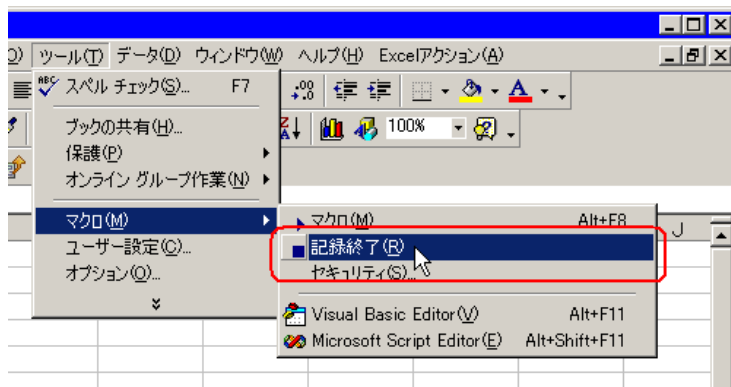 O) ツール(T) データ(D) ウィンドウ(W) ヘルプ(H) Excelアクション(A)
ABC スペル チェック(S)... F7
.00
A
ブックの共有(H)...
100%
保護(P)
オンライン グループ作業(N)
マクロ(M)
マクロ(M) Alt+F8
J
ユーザー設定(C)...
記録終了(R)
オプション(O)...
セキュリティ(S)...
Visual Basic Editor(V) Alt+F11
Microsoft Script Editor(E) Alt+Shift+F11